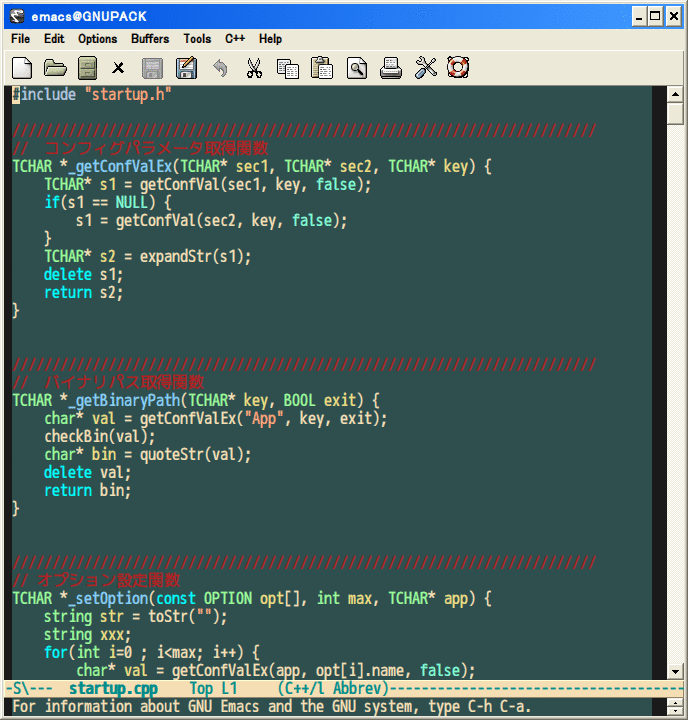 emacs@GNUPACK
File Edit Options Buffers Tools C++ Help
#include "startup.h"
//////////////////////////////////////////////////////////////////////////
//  コンフィグパラメータ取得関数
TCHAR *_getConfValEx(TCHAR* sec1, TCHAR* sec2, TCHAR* key) {
    TCHAR* s1 = getConfVal(sec1, key, false);
    if(s1 == NULL) {
        s1 = getConfVal(sec2, key, false);
    }
    TCHAR* s2 = expandStr(s1);
    delete s1;
    return s2;
}
//////////////////////////////////////////////////////////////////////////
//  バイナリパス取得関数
TCHAR *_getBinaryPath(TCHAR* key, BOOL exit) {
    char* val = getConfValEx("App", key, exit);
    checkBin(val);
    char* bin = quoteStr(val);
    delete val;
    return bin;
}
//////////////////////////////////////////////////////////////////////////
// オプション設定関数
TCHAR *_setOption(const OPTION opt[], int max, TCHAR* app) {
    string str = toStr("");
    string xxx;
    for(int i=0 ; i<max; i++) {
        char* val = getConfValEx(app, opt[i].name, false);
-S\---  startup.cpp    Top L1     (C++/l Abbrev)-------------------------------------
For information about GNU Emacs and the GNU system, type C-h C-a.